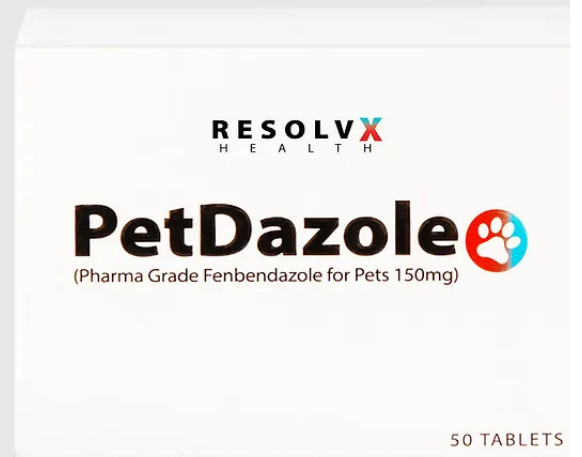 RESOLVX
HEALTH
PetDazole
(Pharma Grade Fenbendazole for Pets 150mg)
50 TABLETS